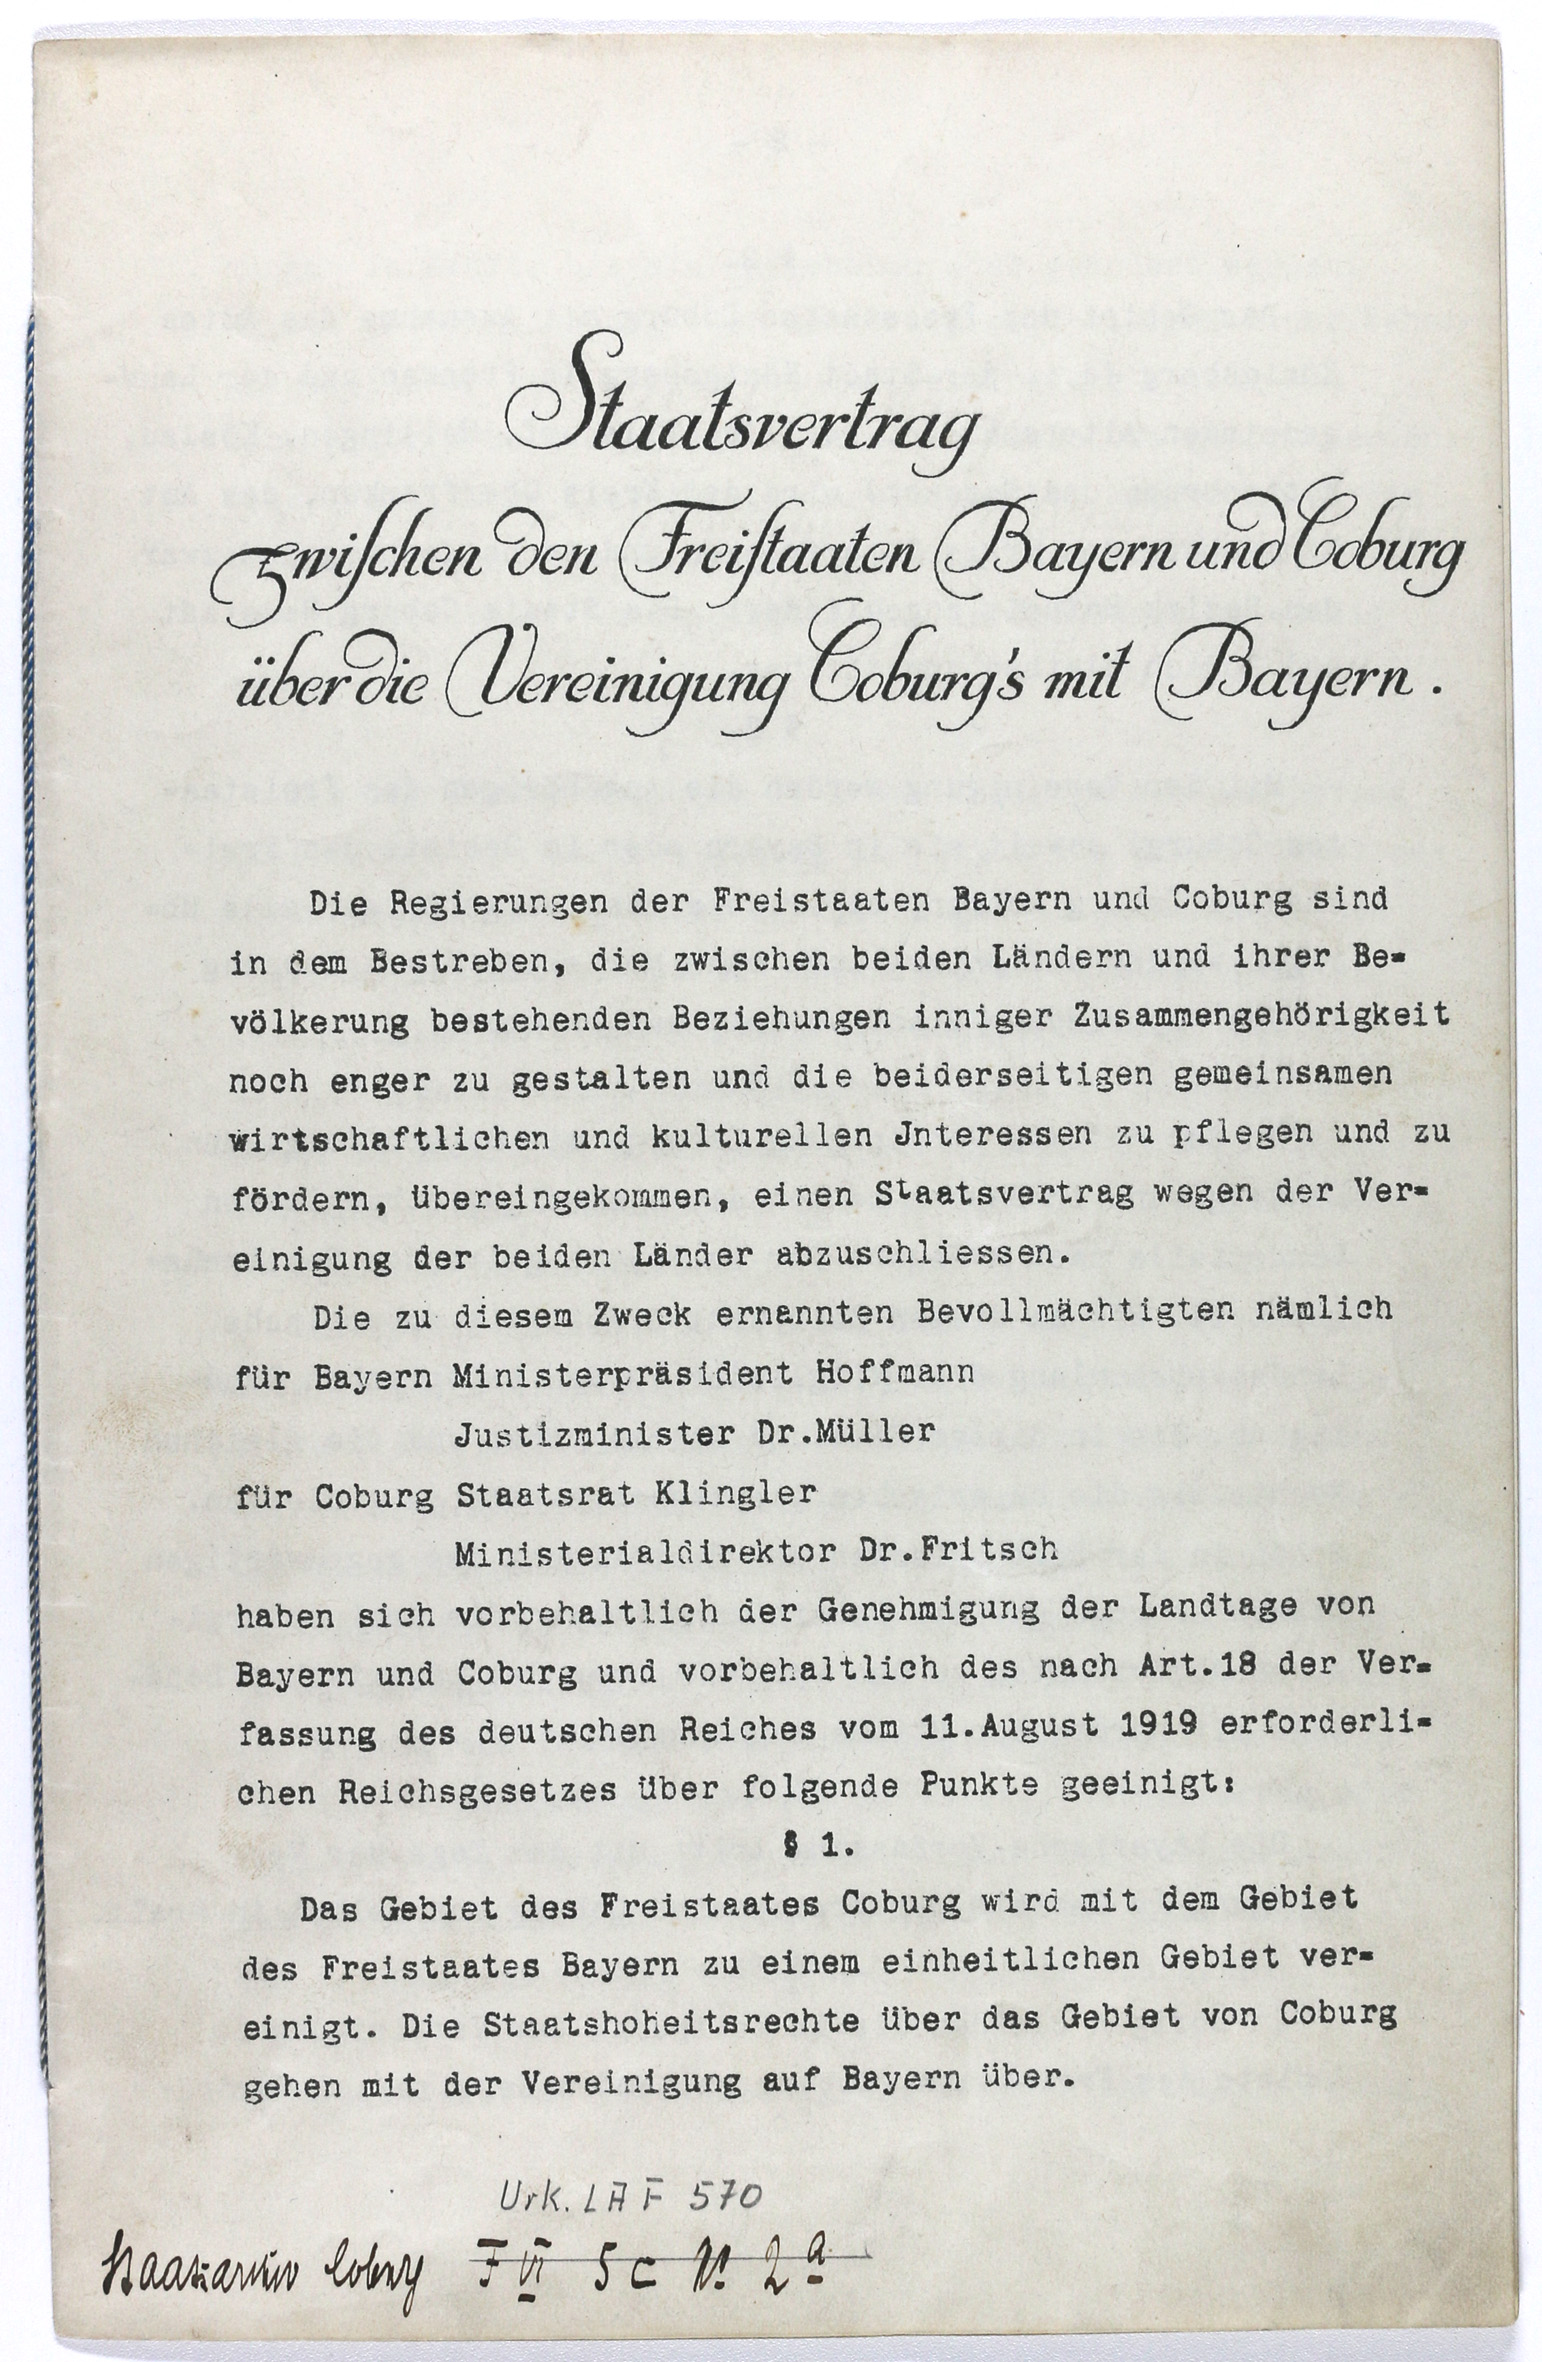 Staatsvertrag
zwiſchen den Freiſtaaten Bayern und Coburg
über die Vereinigung Coburg's mit Bayern.
Die Regierungen der Freistaaten Bayern und Coburg sind
in dem Bestreben, die zwischen beiden Ländern und ihrer Be=
völkerung bestehenden Beziehungen inniger Zusammengehörigkeit
noch enger zu gestalten und die beiderseitigen gemeinsamen
wirtschaftlichen und kulturellen Jnteressen zu pflegen und zu
fördern, übereingekommen, einen Staatsvertrag wegen der Ver=
einigung der beiden Länder abzuschliessen.
Die zu diesem Zweck ernannten Bevollmächtigten nämlich
für Bayern Ministerpräsident Hoffmann
Justizminister Dr.Müller
für Coburg Staatsrat Klingler
Ministerialdirektor Dr.Fritsch
haben sich vorbehaltlich der Genehmigung der Landtage von
Bayern und Coburg und vorbehaltlich des nach Art.18 der Ver=
fassung des deutschen Reiches vom 11.August 1919 erforderli=
chen Reichsgesetzes über folgende Punkte geeinigt:
§ 1.
Das Gebiet des Freistaates Coburg wird mit dem Gebiet
des Freistaates Bayern zu einem einheitlichen Gebiet ver=
einigt. Die Staatshoheitsrechte über das Gebiet von Coburg
gehen mit der Vereinigung auf Bayern über.
Urk. LA F 570
Staatsarchiv Coburg F VI 5 c N! 2 a